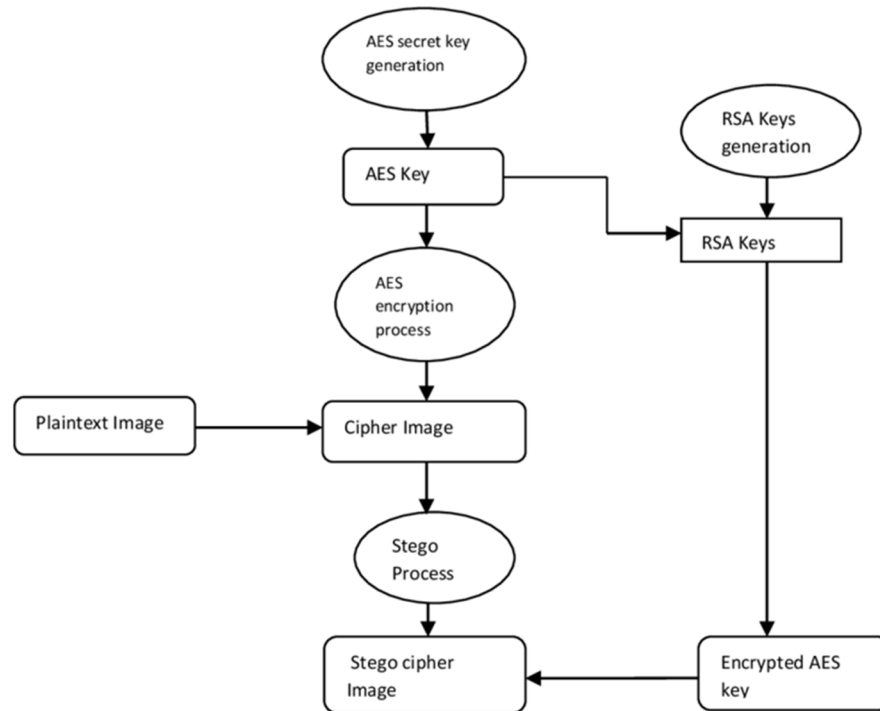 AES secret key
generation
RSA Keys
generation
AES Key
RSA Keys
AES
encryption
process
Plaintext Image
Cipher Image
Stego
Process
Stego cipher
Image
Encrypted AES
key